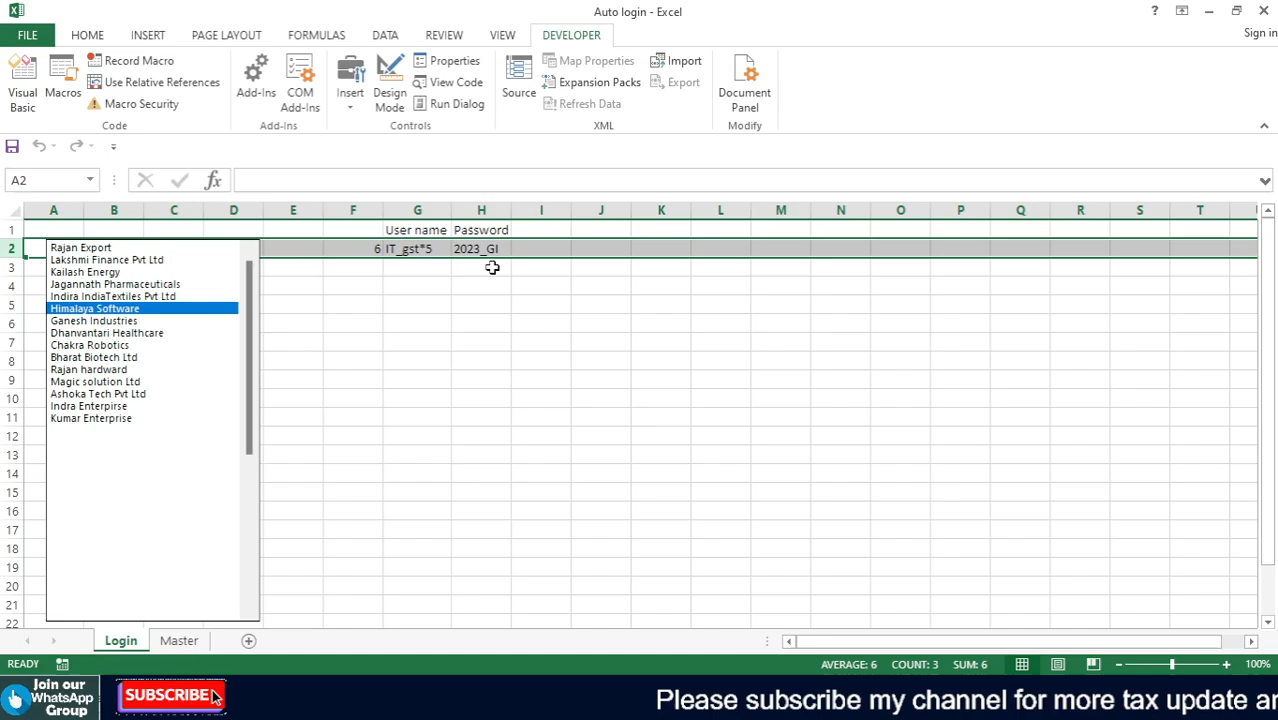 Auto login - Excel
FILE HOME INSERT PAGE LAYOUT FORMULAS DATA REVIEW VIEW DEVELOPER Sign in
Visual Basic
Macros
Record Macro
Use Relative References
Macro Security
Code
Add-Ins
COM Add-Ins
Add-Ins
Insert
Design Mode
Properties
View Code
Run Dialog
Controls
Source
Map Properties
Expansion Packs
Refresh Data
Import
Export
XML
Document Panel
Modify
A2 fx
A B C D E F G H I J K L M N O P Q R S T
1 User name Password
2 6 IT_gst*5 2023_GI
3
4
5
6
7
8
9
10
11
12
13
14
15
16
17
18
19
20
21
22
Rajan Export
Lakshmi Finance Pvt Ltd
Kailash Energy
Jagannath Pharmaceuticals
Indira IndiaTextiles Pvt Ltd
Himalaya Software
Ganesh Industries
Dhanvantari Healthcare
Chakra Robotics
Bharat Biotech Ltd
Rajan hardward
Magic solution Ltd
Ashoka Tech Pvt Ltd
Indra Enterpirse
Kumar Enterprise
Login Master
READY AVERAGE: 6 COUNT: 3 SUM: 6 100%
Join our
WhatsApp
Group
SUBSCRIBE
Please subscribe my channel for more tax update an